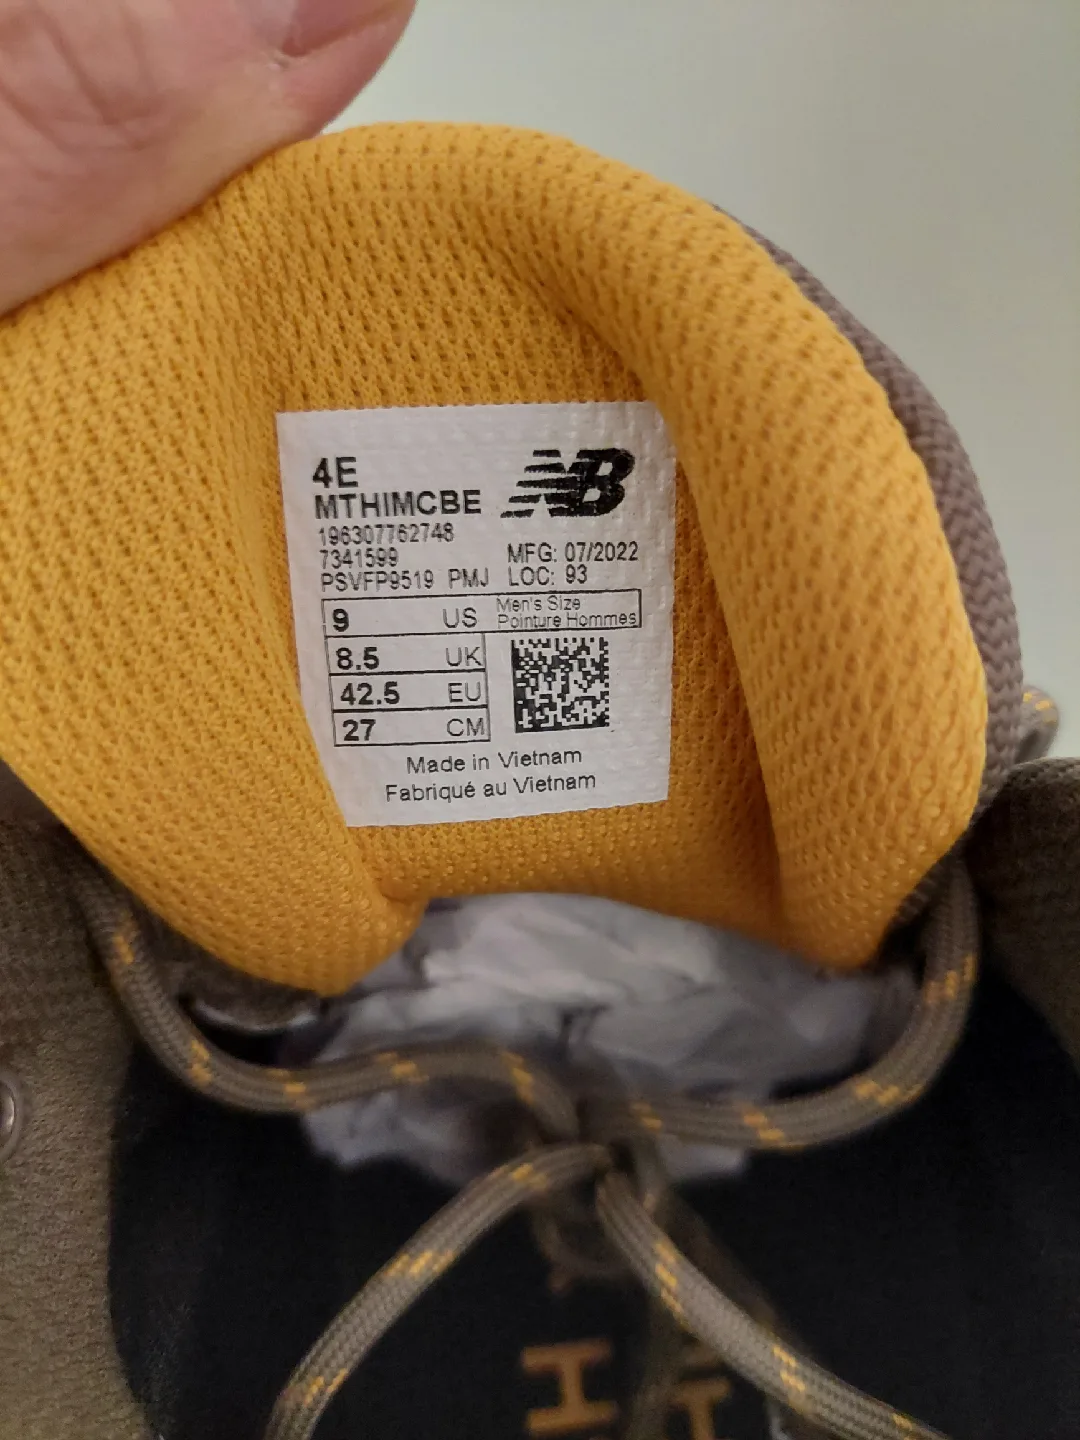 4E
NB
MTHIMCBE
196307762748
7341599
MFG: 07/2022
PSVFP9519 PMJ LOC: 93
9 US Men's Size
Pointure Hommes
8.5 UK
42.5 EU
27 CM
Made in Vietnam
Fabriqué au Vietnam